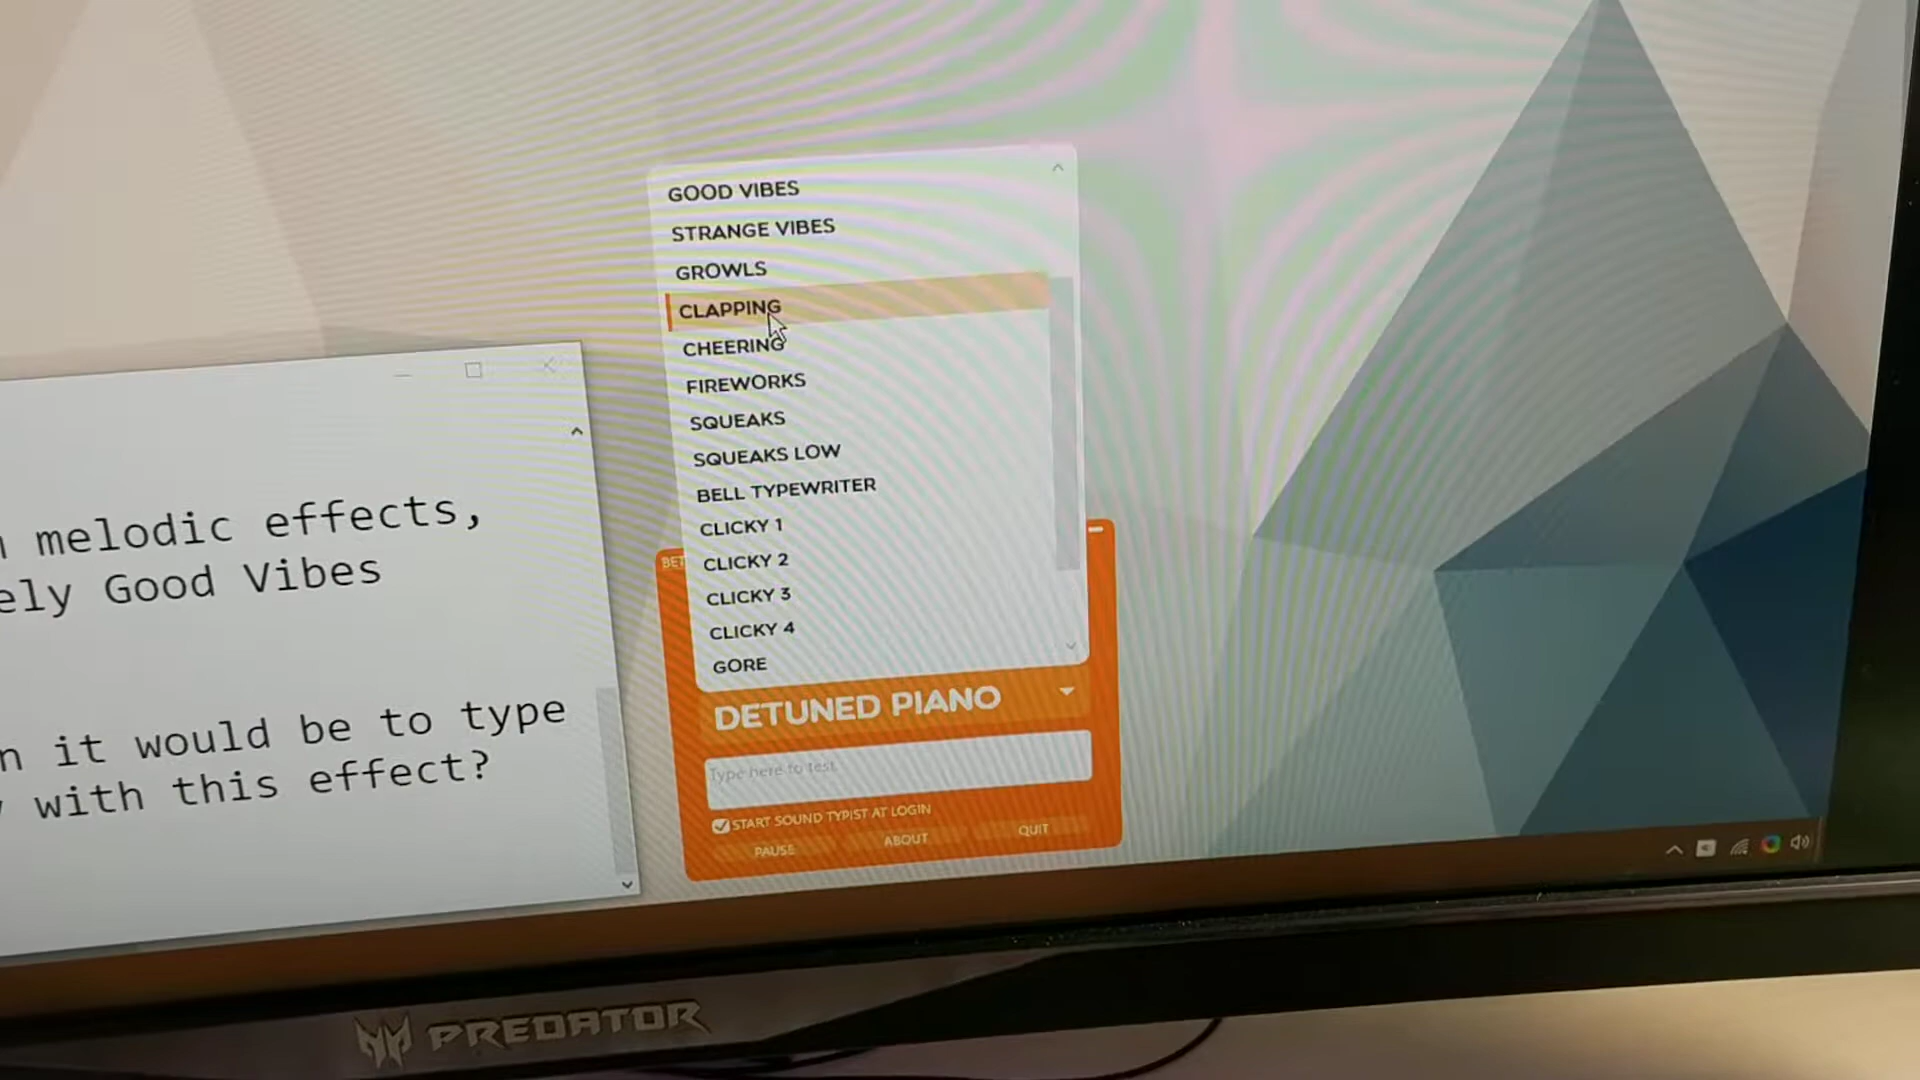 GOOD VIBES
STRANGE VIBES
GROWLS
CLAPPING
CHEERING
FIREWORKS
SQUEAKS
SQUEAKS LOW
BELL TYPEWRITER
CLICKY 1
CLICKY 2
CLICKY 3
CLICKY 4
GORE
DETUNED PIANO
Type here to test
START SOUND TYPIST AT LOGIN
PAUSE ABOUT QUIT
melodic effects,
Good Vibes
it would be to type
with this effect?
PREDATOR